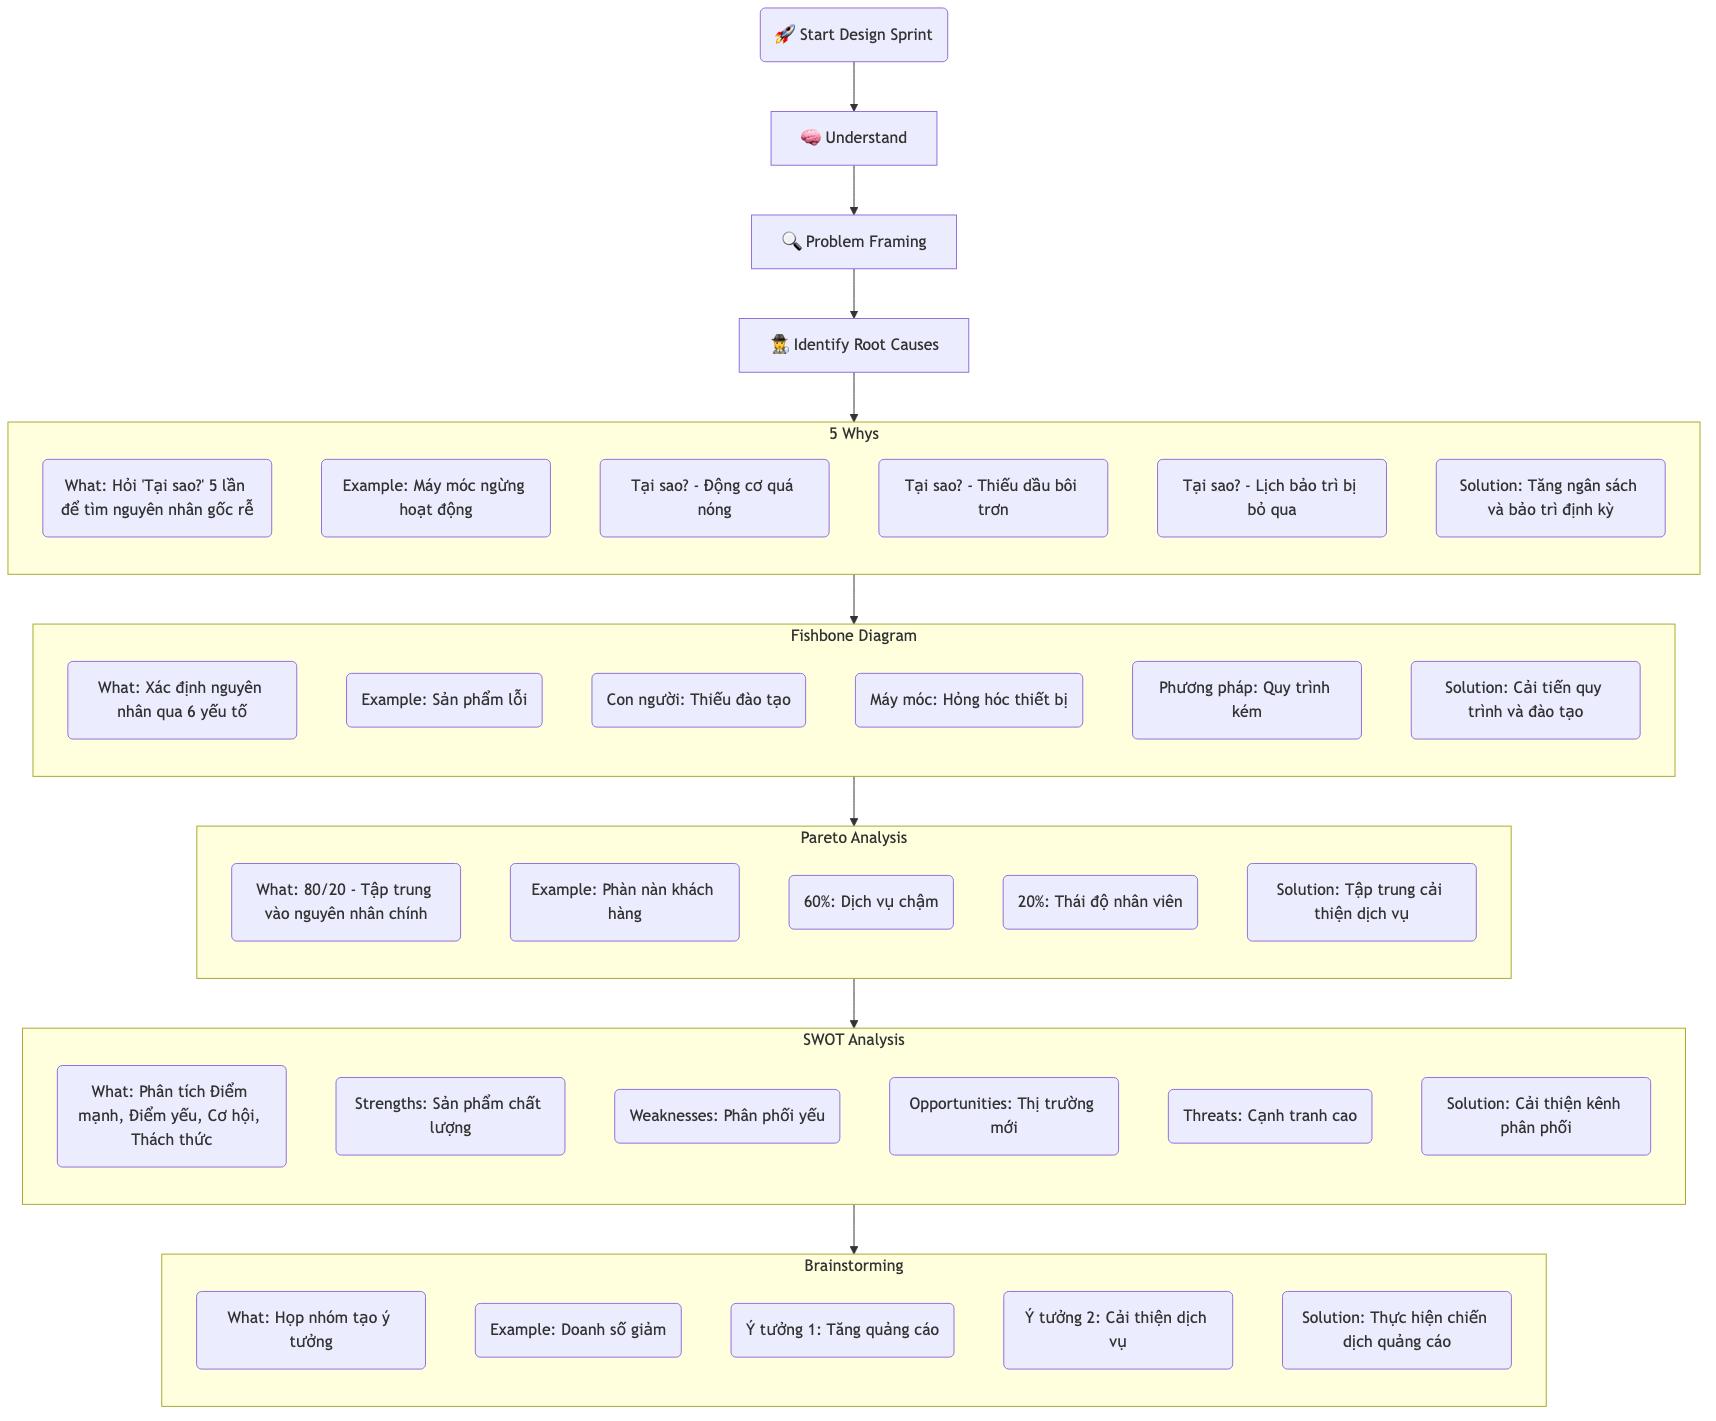 🚀 Start Design Sprint
🧠 Understand
🔍 Problem Framing
🕵️ Identify Root Causes
5 Whys
What: Hỏi 'Tại sao?' 5 lần
để tìm nguyên nhân gốc rễ
Example: Máy móc ngừng
hoạt động
Tại sao? - Động cơ quá
nóng
Tại sao? - Thiếu dầu bôi
trơn
Tại sao? - Lịch bảo trì bị
bỏ qua
Solution: Tăng ngân sách
và bảo trì định kỳ
Fishbone Diagram
What: Xác định nguyên
nhân qua 6 yếu tố
Example: Sản phẩm lỗi
Con người: Thiếu đào tạo
Máy móc: Hỏng hóc thiết bị
Phương pháp: Quy trình
kém
Solution: Cải tiến quy
trình và đào tạo
Pareto Analysis
What: 80/20 - Tập trung
vào nguyên nhân chính
Example: Phàn nàn khách
hàng
60%: Dịch vụ chậm
20%: Thái độ nhân viên
Solution: Tập trung cải
thiện dịch vụ
SWOT Analysis
What: Phân tích Điểm
mạnh, Điểm yếu, Cơ hội,
Thách thức
Strengths: Sản phẩm chất
lượng
Weaknesses: Phân phối yếu
Opportunities: Thị trường
mới
Threats: Cạnh tranh cao
Solution: Cải thiện kênh
phân phối
Brainstorming
What: Họp nhóm tạo ý
tưởng
Example: Doanh số giảm
Ý tưởng 1: Tăng quảng cáo
Ý tưởng 2: Cải thiện dịch
vụ
Solution: Thực hiện chiến
dịch quảng cáo